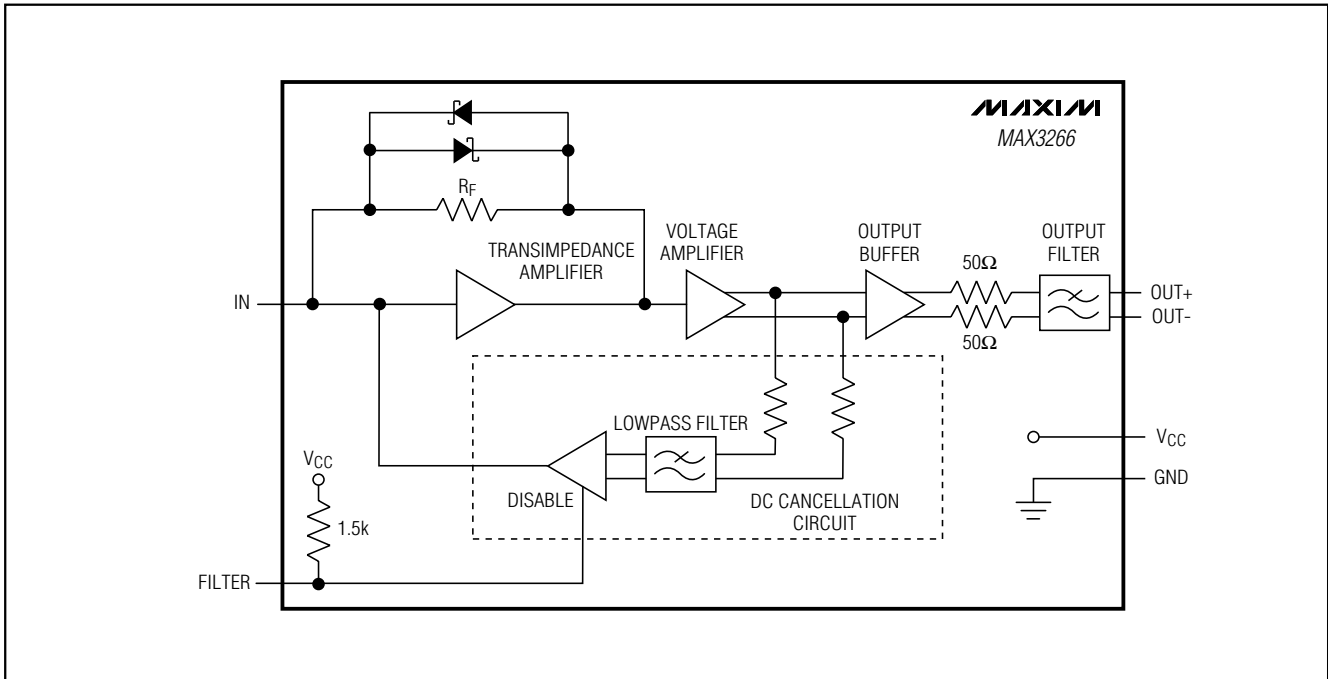 MAXIM
MAX3266
RF
TRANSIMPEDANCE
AMPLIFIER
VOLTAGE
AMPLIFIER
OUTPUT
BUFFER
50Ω
50Ω
OUTPUT
FILTER
IN
OUT+
OUT-
LOWPASS FILTER
DISABLE
DC CANCELLATION
CIRCUIT
VCC
1.5k
FILTER
VCC
GND